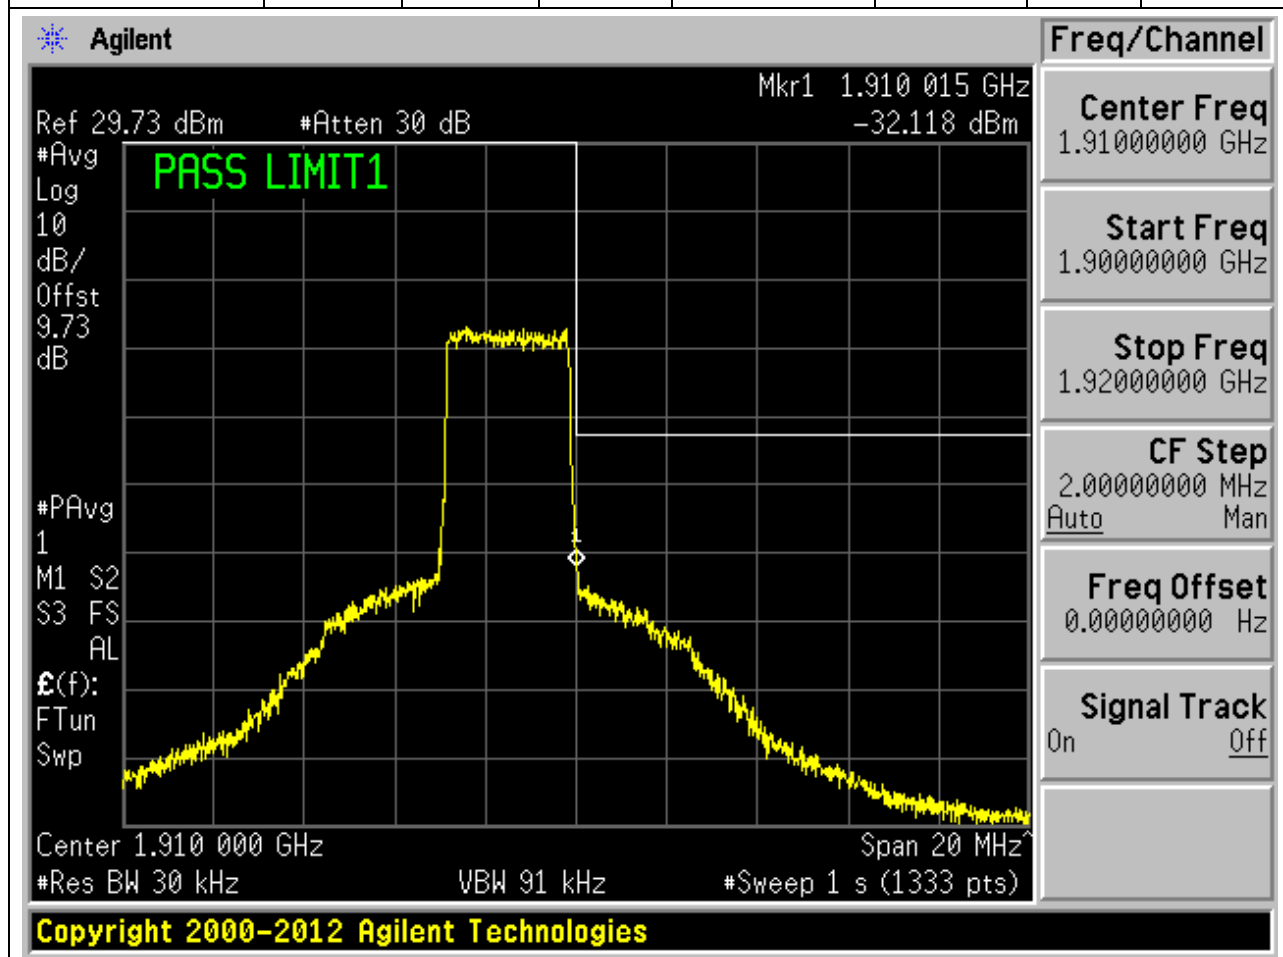 Agilent
Freq/Channel
Mkr1 1.910 015 GHz
Ref 29.73 dBm #Atten 30 dB -32.118 dBm
#Avg
Log
10
dB/
Offst
9.73
dB
PASS LIMIT1
1
#PAvg
1
M1 S2
S3 FS
AL
£(f):
FTun
Swp
Center 1.910 000 GHz Span 20 MHz^
#Res BW 30 kHz VBW 91 kHz #Sweep 1 s (1333 pts)
Copyright 2000-2012 Agilent Technologies
Center Freq
1.91000000 GHz
Start Freq
1.90000000 GHz
Stop Freq
1.92000000 GHz
CF Step
2.00000000 MHz
Auto Man
Freq Offset
0.00000000 Hz
Signal Track
On Off